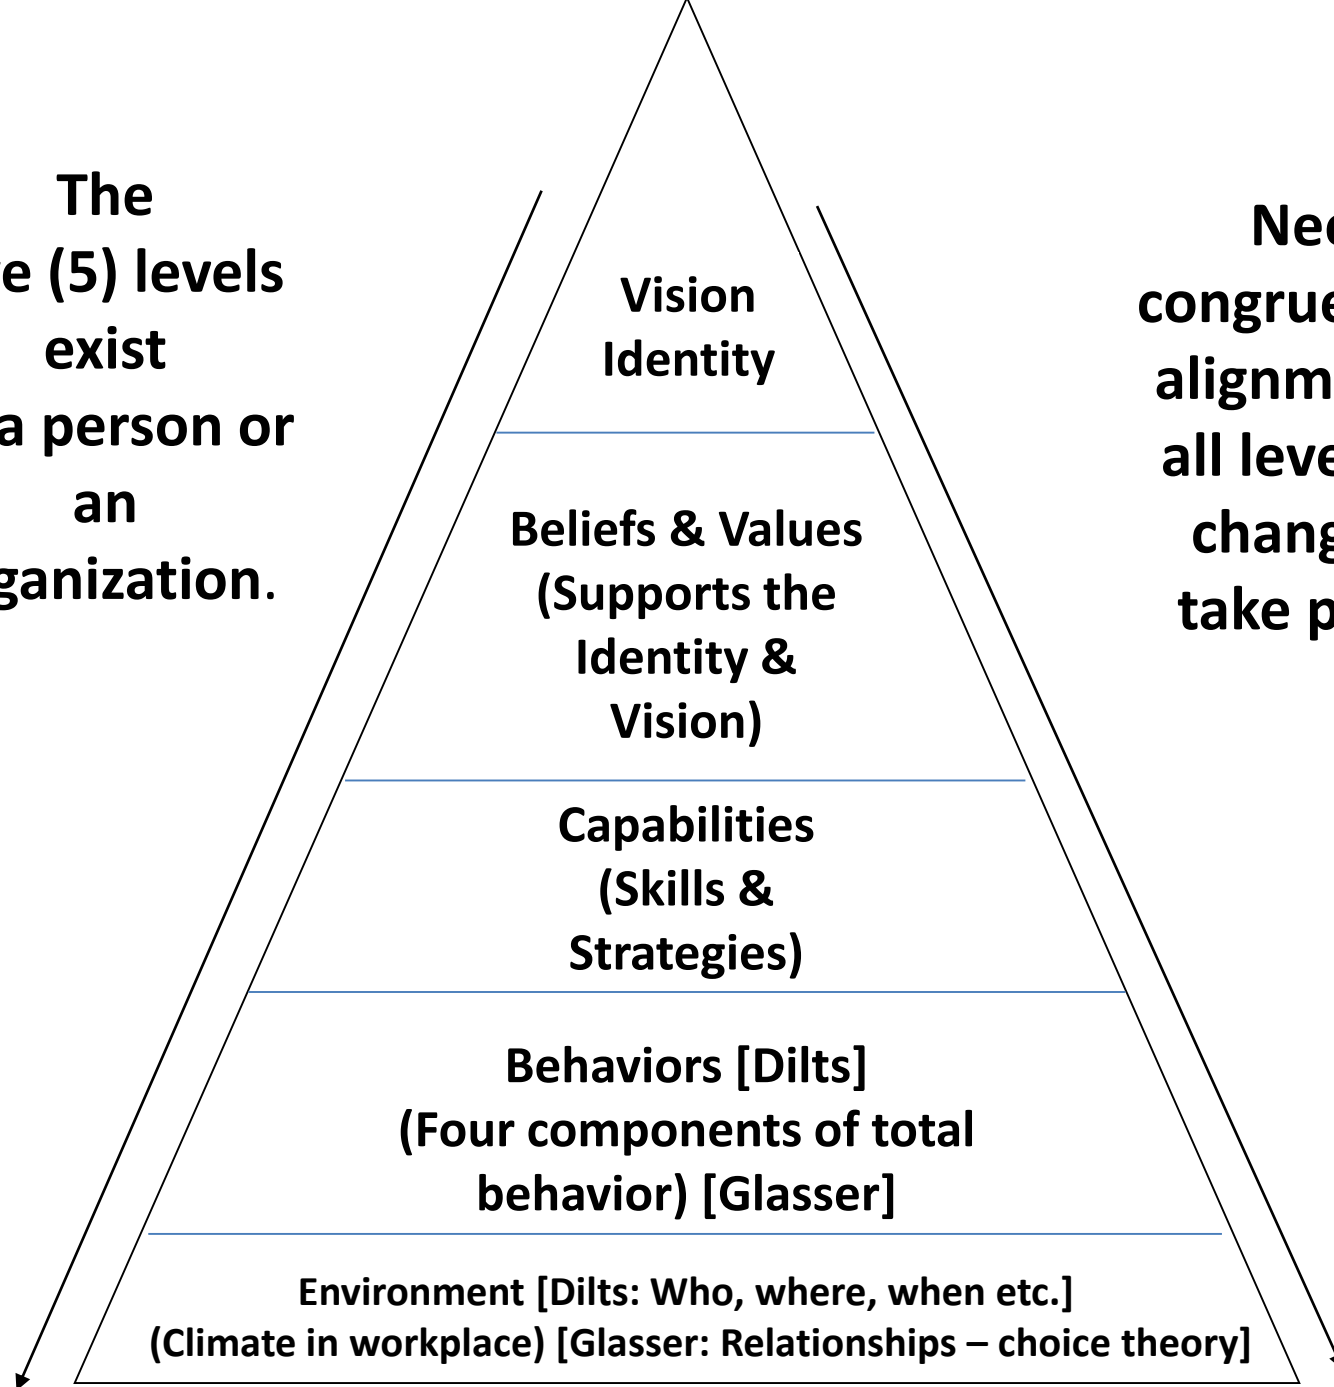 The
e (5) levels
exist
a person or
an
ganization.
Vision
Identity
Beliefs & Values
(Supports the
Identity &
Vision)
Capabilities
(Skills &
Strategies)
Behaviors [Dilts]
(Four components of total
behavior) [Glasser]
Environment [Dilts: Who, where, when etc.]
(Climate in workplace) [Glasser: Relationships – choice theory]
Ne
congrue
alignm
all leve
chang
take p